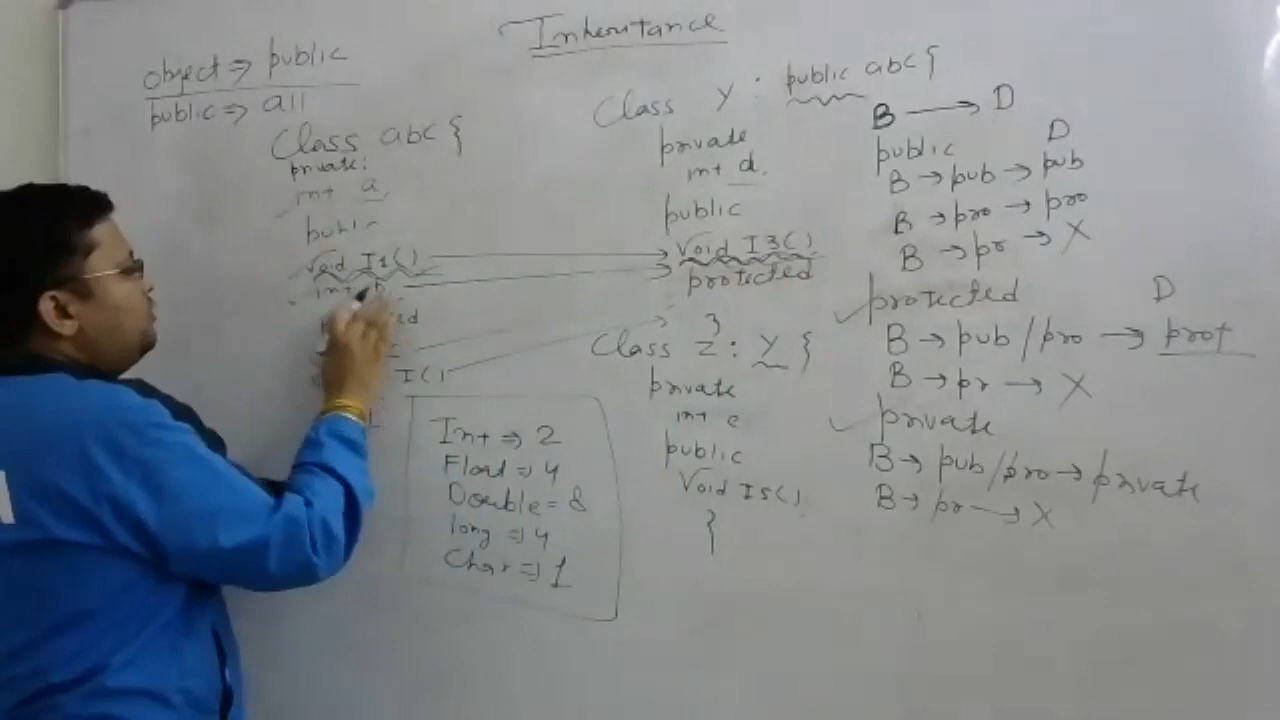 Inheritance
object => public
public => all
Class abc {
private:
int a
void I1()
int
I()
Int => 2
Float => 4
Double = 8
long => 4
Char => 1
Class Y : public abc {
private
int d
public
void I3()
protected
}
Class Z : Y {
private
int e
public
void I5()
}
B → D
public D
B → pub → pub
B → pro → pro
B → pr → X
protected D
B → pub / pro → prot
B → pr → X
private
B → pub/pro → private
B → pr → X